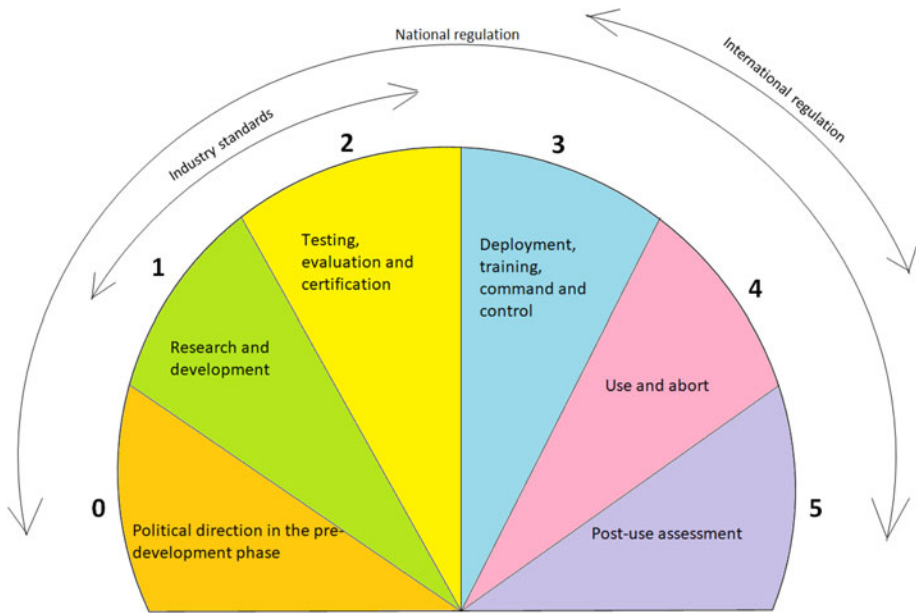 National regulation
International regulation
Industry standards
2
3
Testing,
evaluation and
certification
Deployment,
training,
command and
control
1
4
Research and
development
Use and abort
0
5
Political direction in the pre-
development phase
Post-use assessment